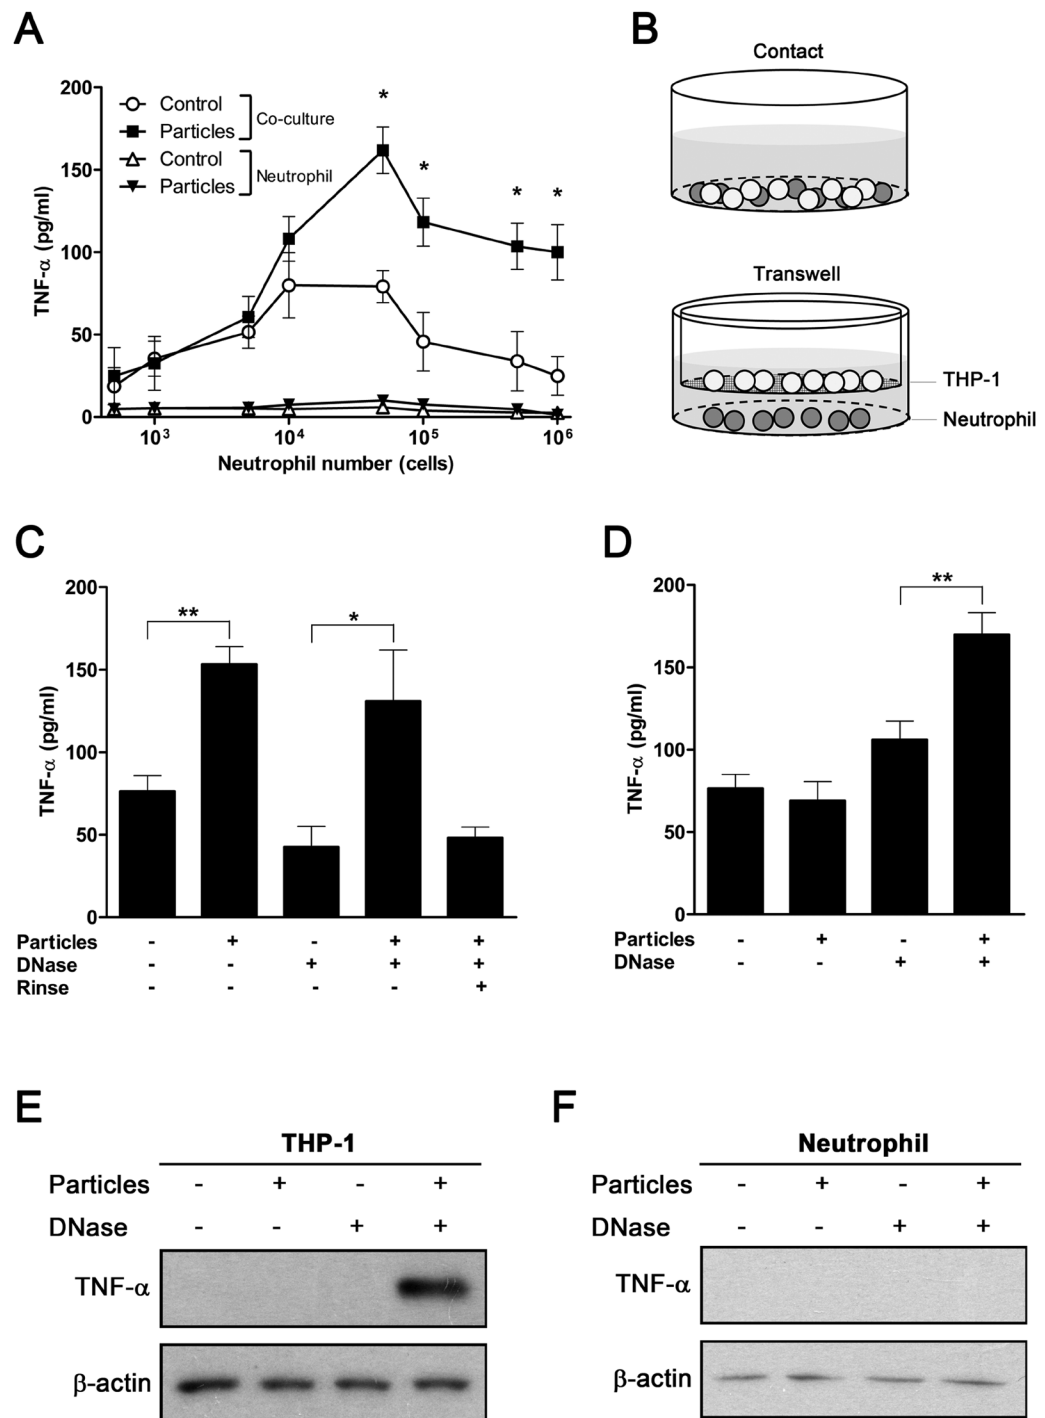 A
TNF-α (pg/ml)
200
150
100
50
0
Control
Particles
Co-culture
Control
Particles
Neutrophil
*
*
*
*
10³
10⁴
10⁵
10⁶
Neutrophil number (cells)
B
Contact
Transwell
THP-1
Neutrophil
C
TNF-α (pg/ml)
200
150
100
50
0
**
*
Particles - + - + +
DNase - - + + +
Rinse - - - - +
D
TNF-α (pg/ml)
200
150
100
50
0
**
Particles - + - +
DNase - - + +
E
THP-1
Particles - + - +
DNase - - + +
TNF-α
β-actin
F
Neutrophil
Particles - + - +
DNase - - + +
TNF-α
β-actin